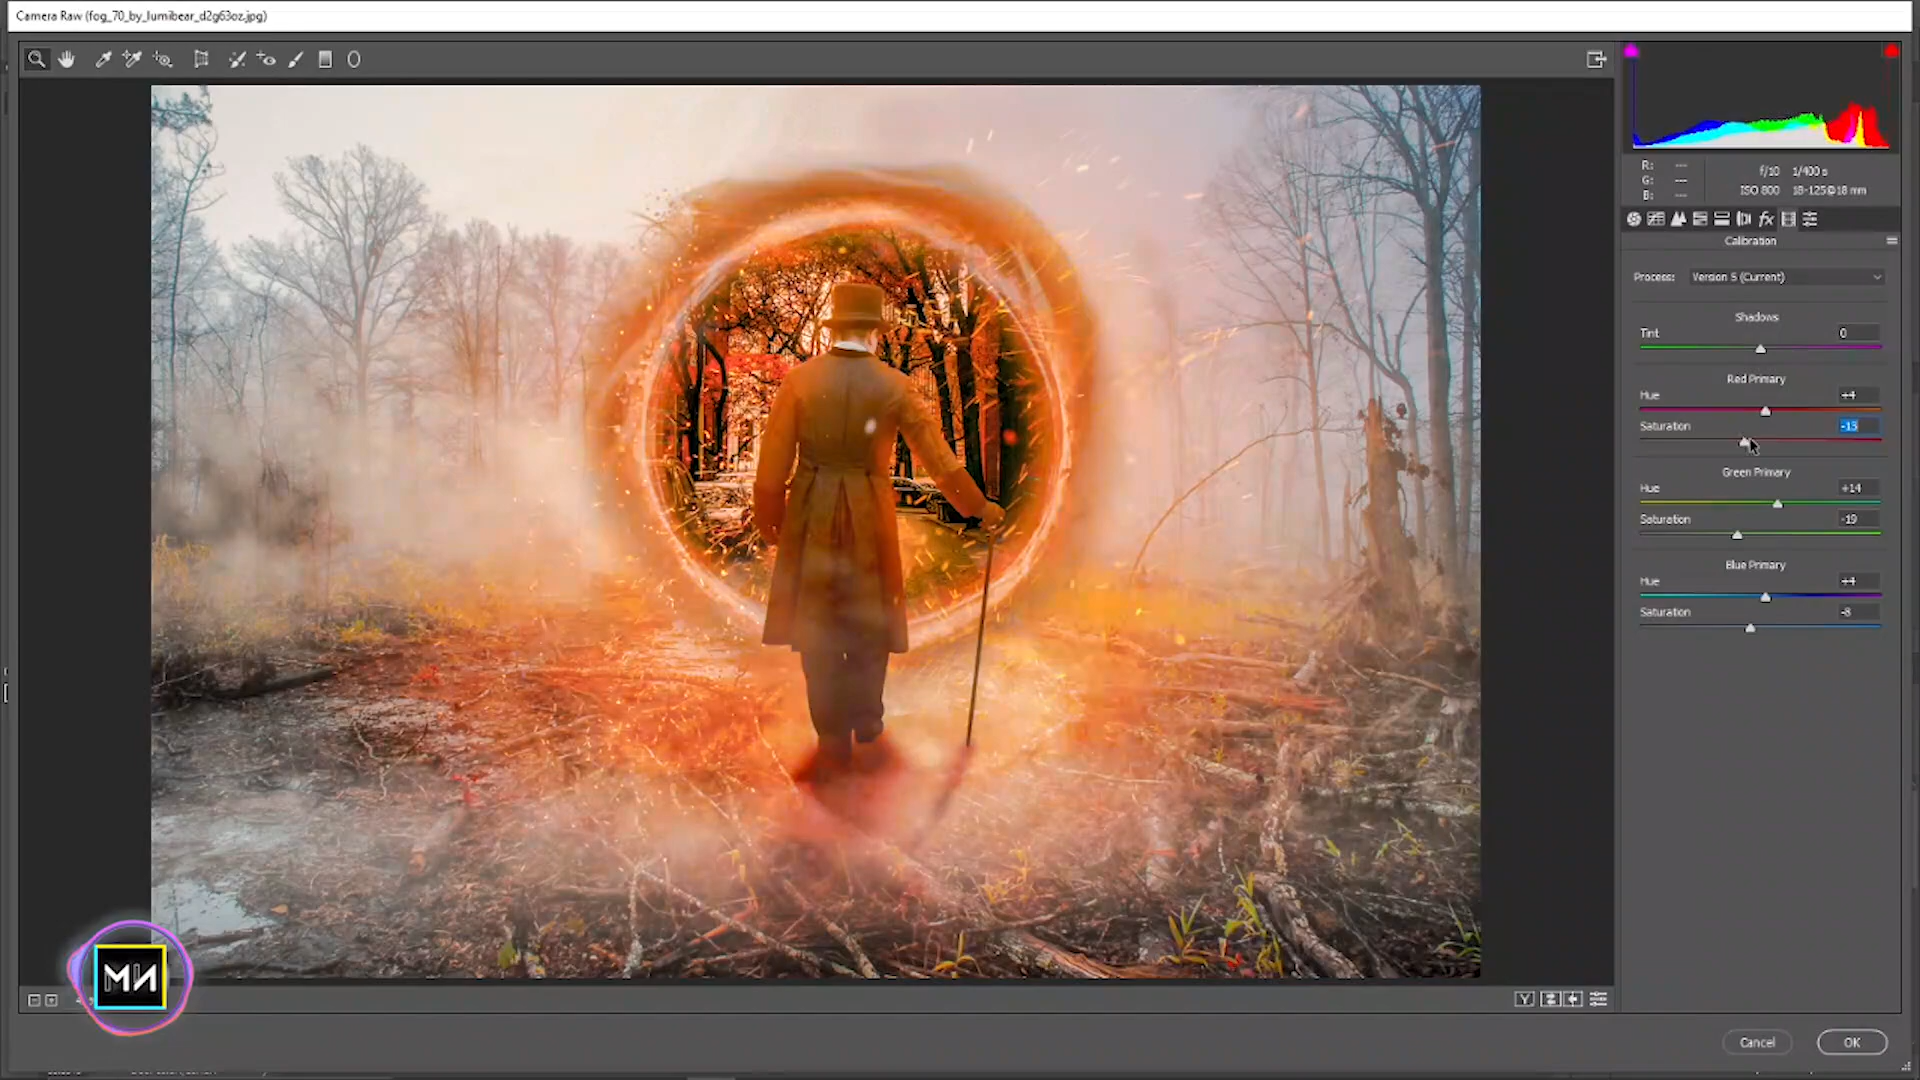 Camera Raw (fog_70_by_lumibear_d2g63oz.jpg)
R: ---
G: ---
B: ---
f/10 1/400 s
ISO 800 18-125@18 mm
fx
Calibration
Process: Version 5 (Current)
Shadows
Tint 0
Red Primary
Hue +4
Saturation -13
Green Primary
Hue +14
Saturation -19
Blue Primary
Hue +4
Saturation -8
MИ
Y
Cancel OK